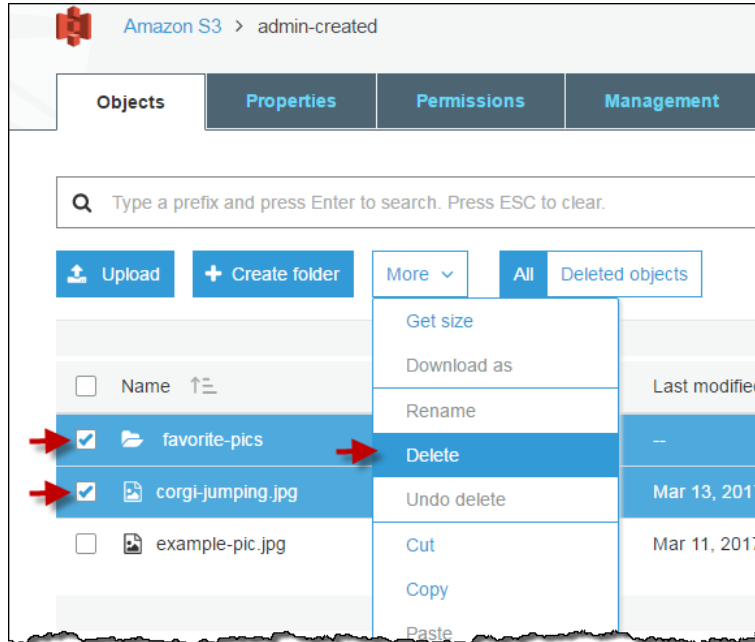 Amazon S3 > admin-created
Objects Properties Permissions Management
Type a prefix and press Enter to search. Press ESC to clear.
Upload + Create folder More All Deleted objects
Get size
Download as
Name Last modified
Rename
favorite-pics --
Delete
corgi-jumping.jpg Mar 13, 2017
Undo delete
example-pic.jpg Mar 11, 2017
Cut
Copy
Paste